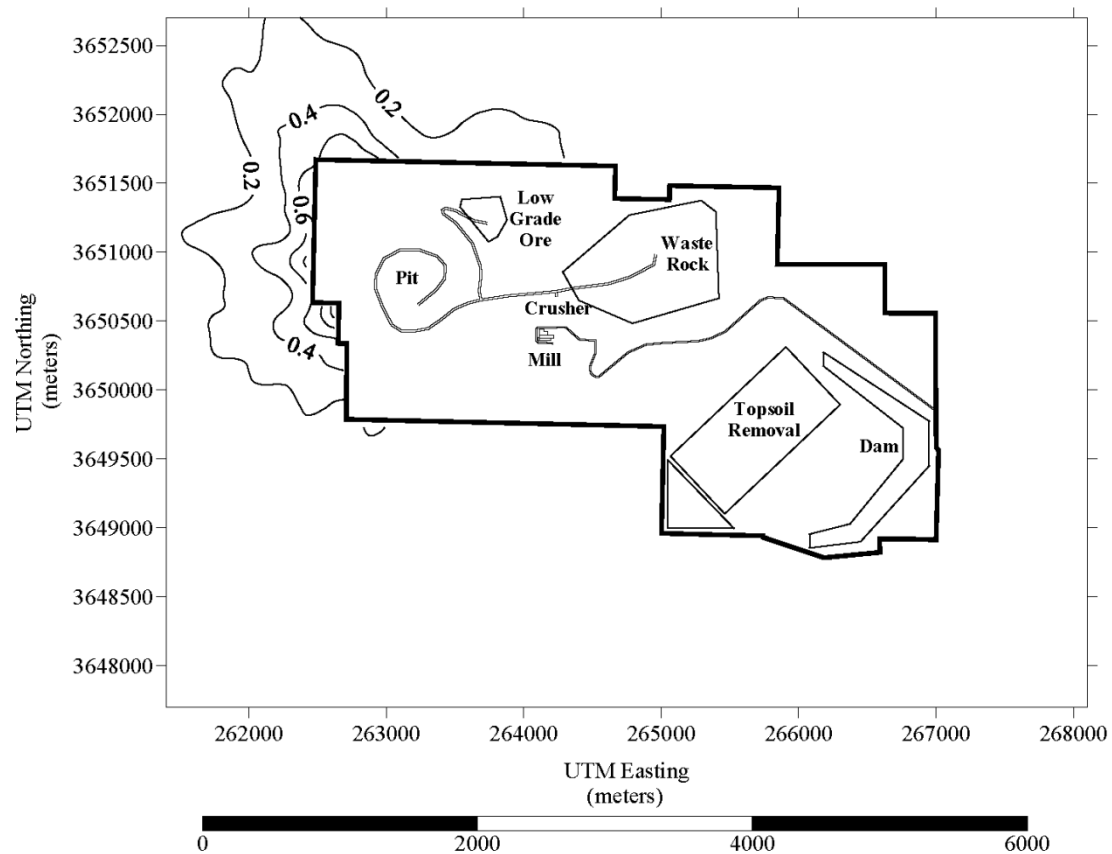 3652500
3652000
3651500
3651000
3650500
3650000
3649500
3649000
3648500
3648000
UTM Northing
(meters)
0.2
0.4
0.2
0.2
0.6
0.4
Low
Grade
Ore
Waste
Rock
Pit
Crusher
Mill
Topsoil
Removal
Dam
262000
263000
264000
265000
266000
267000
268000
UTM Easting
(meters)
0
2000
4000
6000